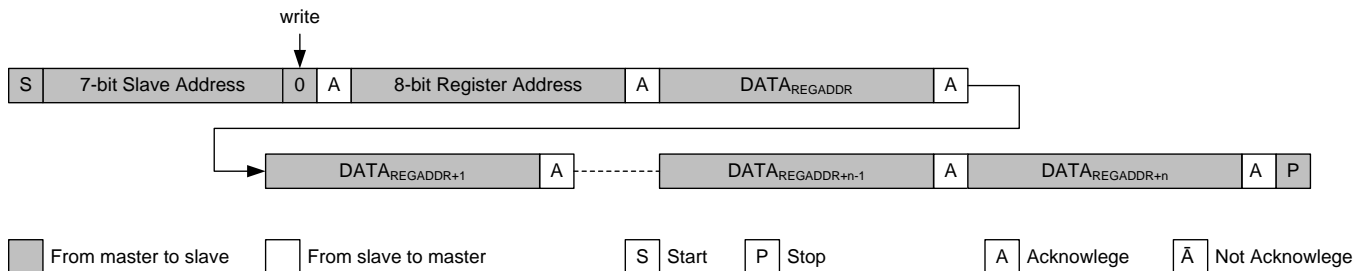 write
S 7-bit Slave Address 0 A 8-bit Register Address A DATAREGADDR A
DATAREGADDR+1 A DATAREGADDR+n-1 A DATAREGADDR+n A P
From master to slave From slave to master S Start P Stop A Acknowlege Ā Not Acknowlege